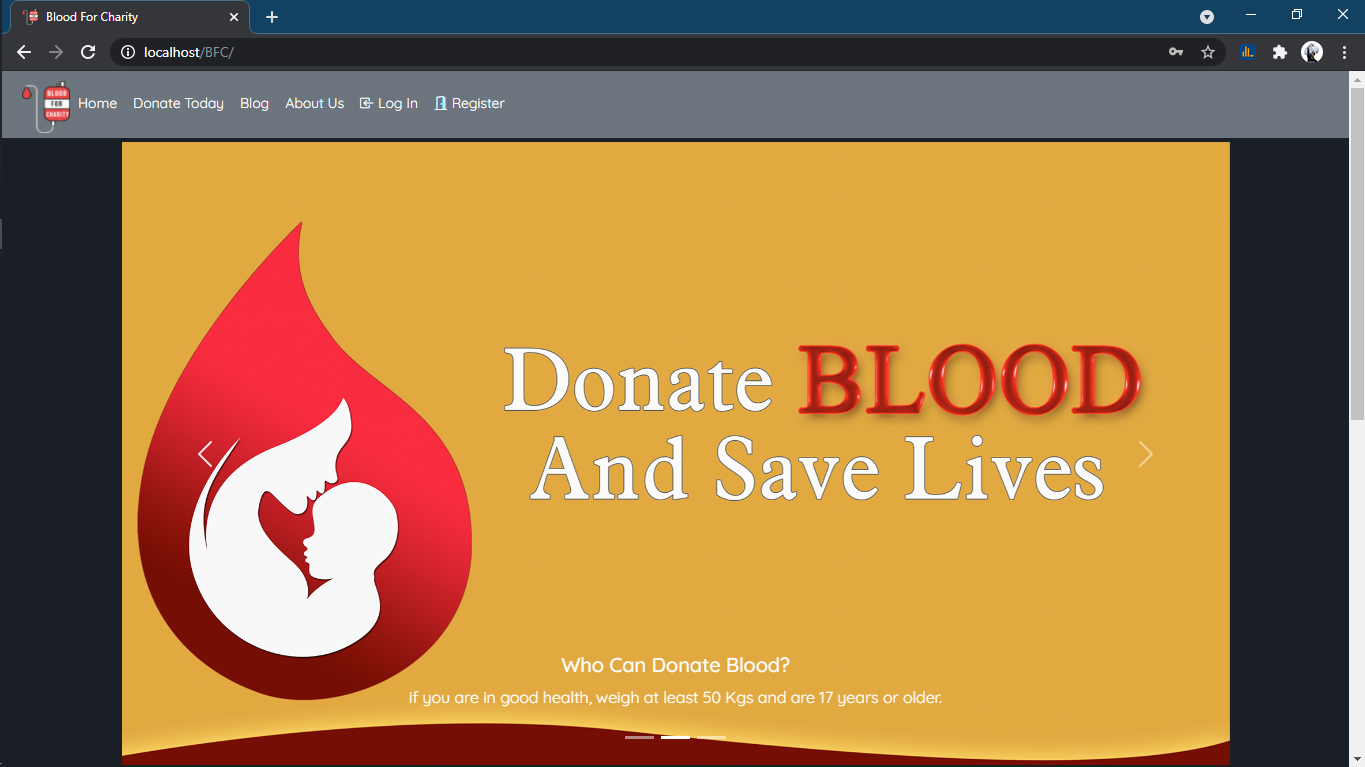 Blood For Charity
localhost/BFC/
BLOOD
FOR
CHARITY
Home Donate Today Blog About Us Log In Register
Donate BLOOD
And Save Lives
Who Can Donate Blood?
if you are in good health, weigh at least 50 Kgs and are 17 years or older.